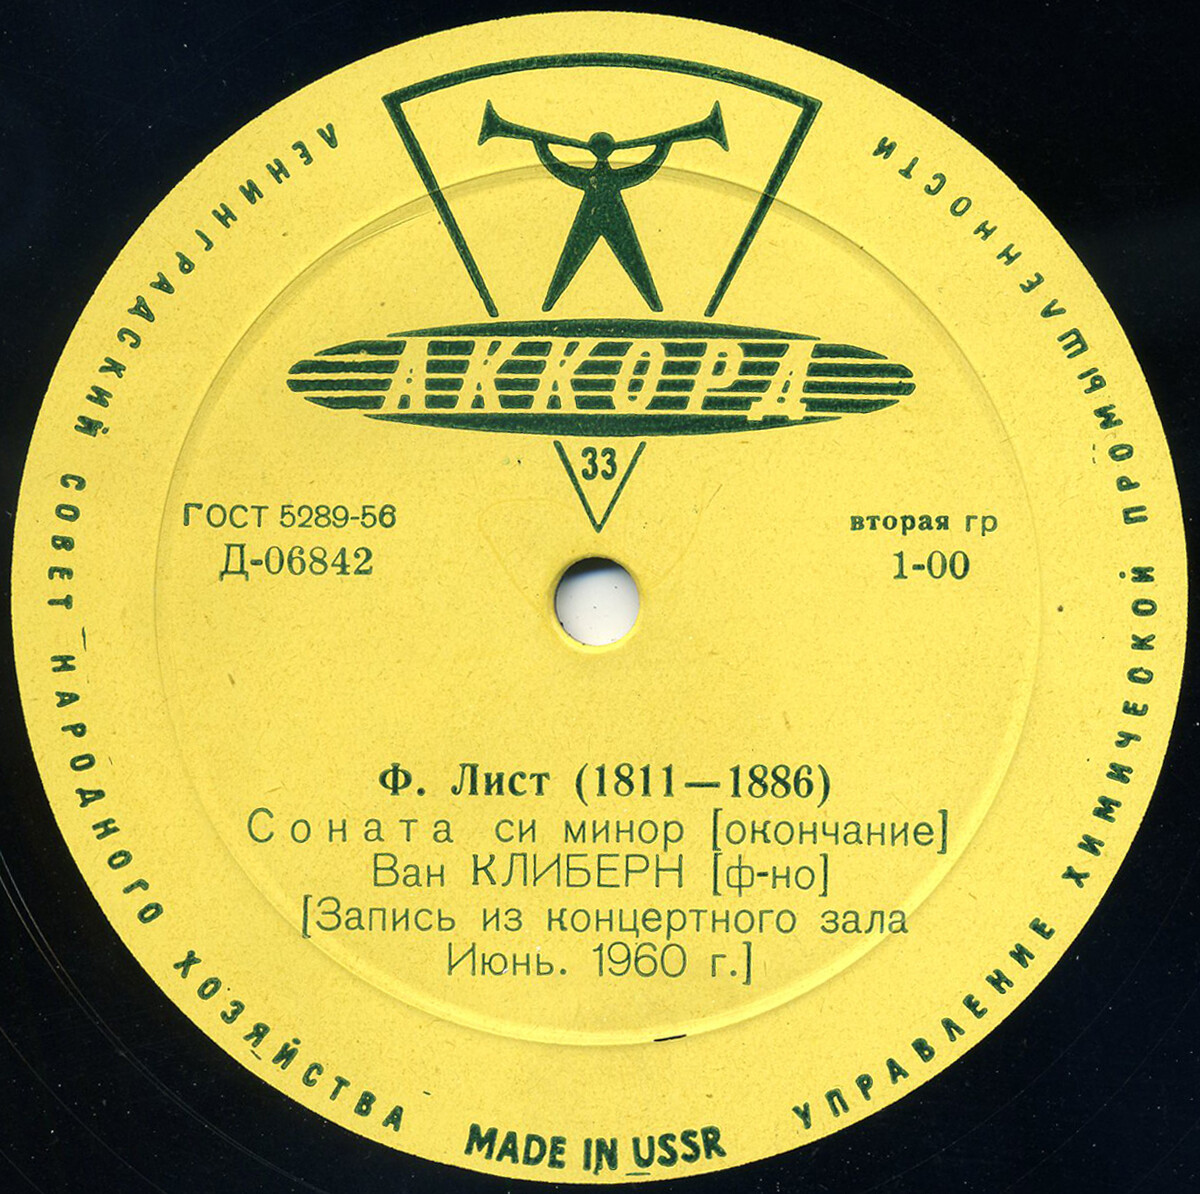 ЛЕНИНГРАДСКИЙ СОВЕТ НАРОДНОГО ХОЗЯЙСТВА
УПРАВЛЕНИЕ ХИМИЧЕСКОЙ ПРОМЫШЛЕННОСТИ
АККОРД
33
ГОСТ 5289-56
Д-06842
вторая гр
1-00
Ф. Лист (1811—1886)
Соната си минор [окончание]
Ван КЛИБЕРН [ф-но]
[Запись из концертного зала
Июнь. 1960 г.]
MADE IN USSR